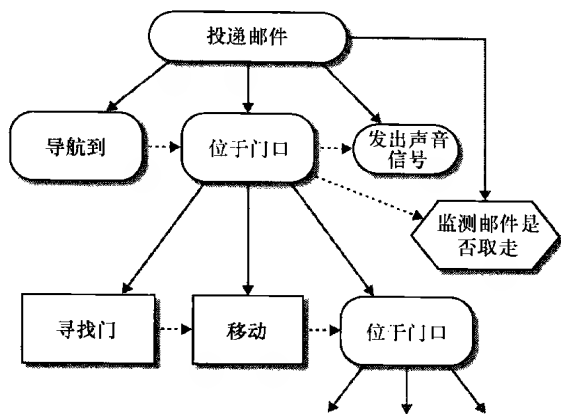 投递邮件
导航到
位于门口
发出声音
信号
监测邮件是
否取走
寻找门
移动
位于门口